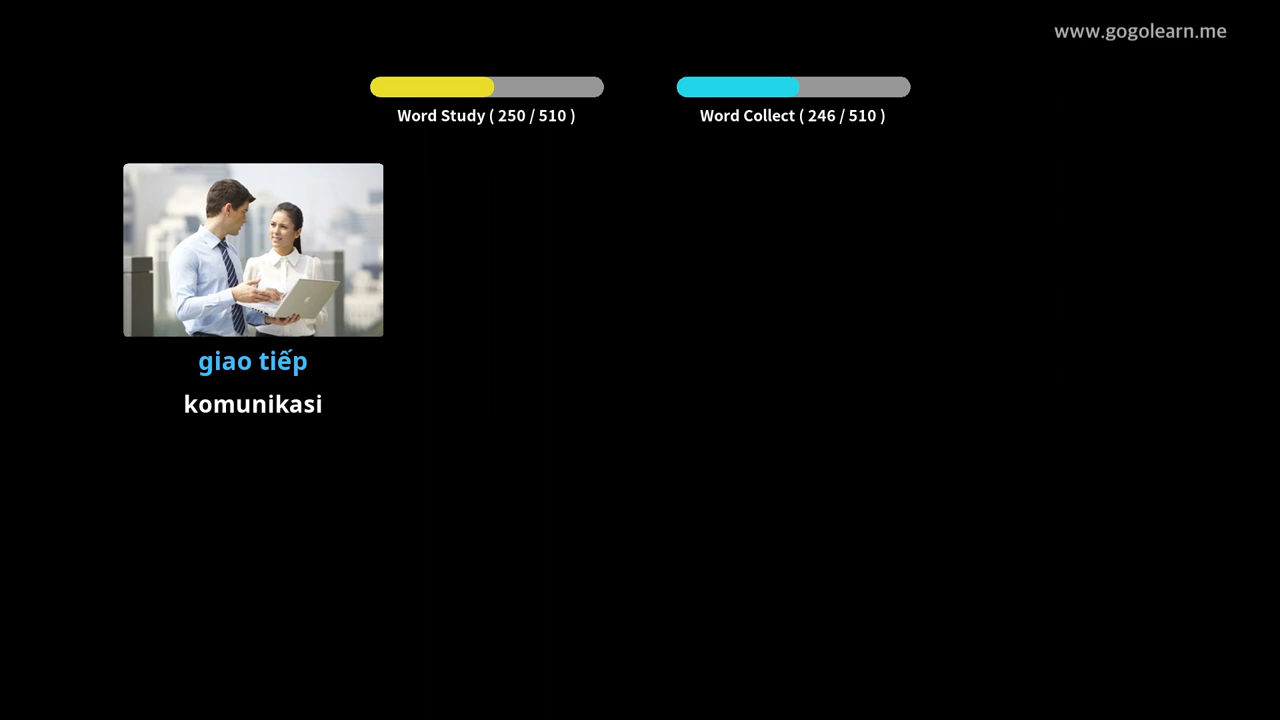 www.gogolearn.me
Word Study ( 250 / 510 )
Word Collect ( 246 / 510 )
giao tiếp
komunikasi